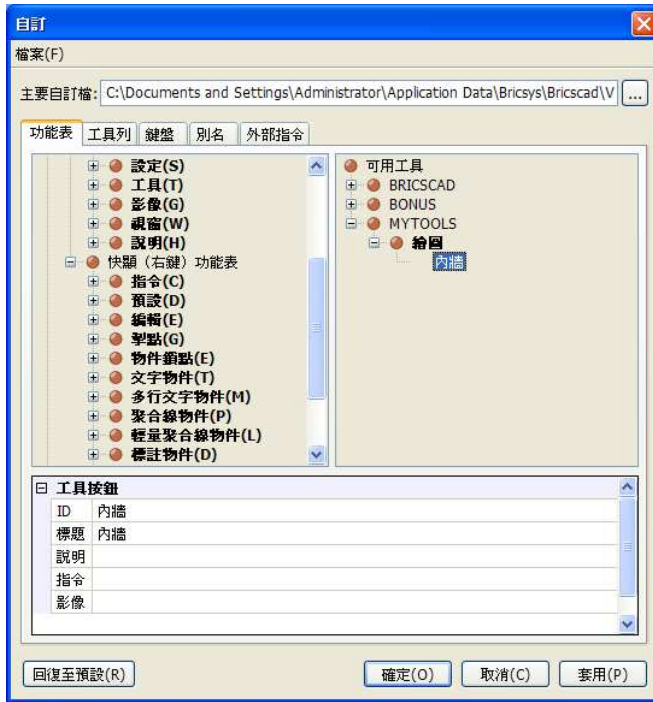 自訂
檔案(F)
主要自訂檔: C:\Documents and Settings\Administrator\Application Data\Bricsys\Bricscad\V ...
功能表 工具列 鍵盤 別名 外部指令
設定(S)
工具(T)
影像(G)
視窗(W)
說明(H)
快顯（右鍵）功能表
指令(C)
預設(D)
編輯(E)
掣點(G)
物件鎖點(E)
文字物件(T)
多行文字物件(M)
聚合線物件(P)
輕量聚合線物件(L)
標註物件(D)
可用工具
BRICSCAD
BONUS
MYTOOLS
繪圖
內牆
工具按鈕
ID 內牆
標題 內牆
說明
指令
影像
回復至預設(R) 確定(O) 取消(C) 套用(P)